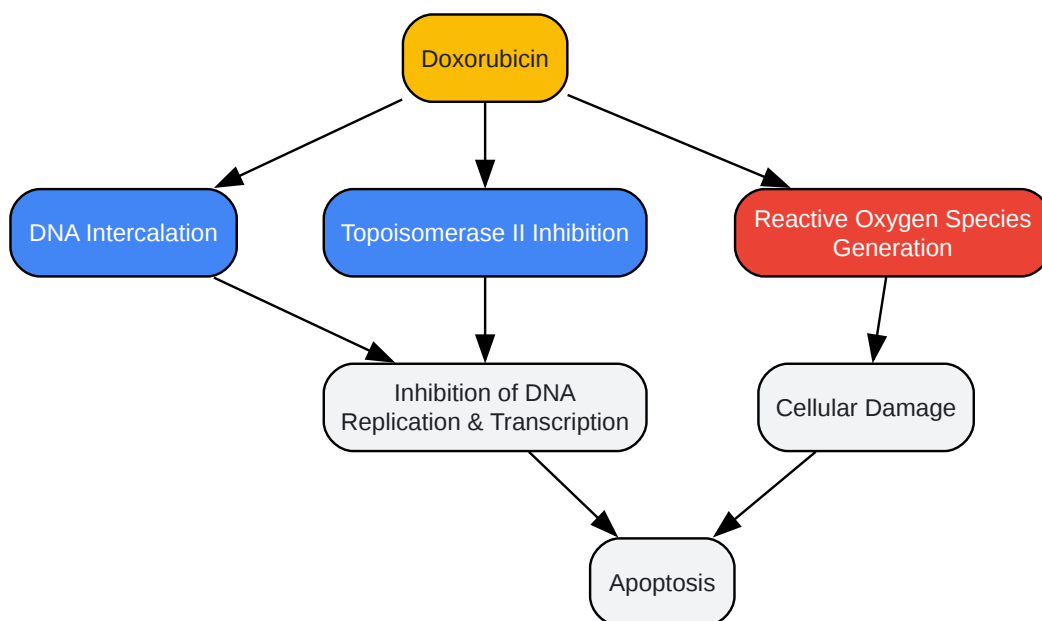 Doxorubicin
DNA Intercalation
Topoisomerase II Inhibition
Reactive Oxygen Species
Generation
Inhibition of DNA
Replication & Transcription
Cellular Damage
Apoptosis